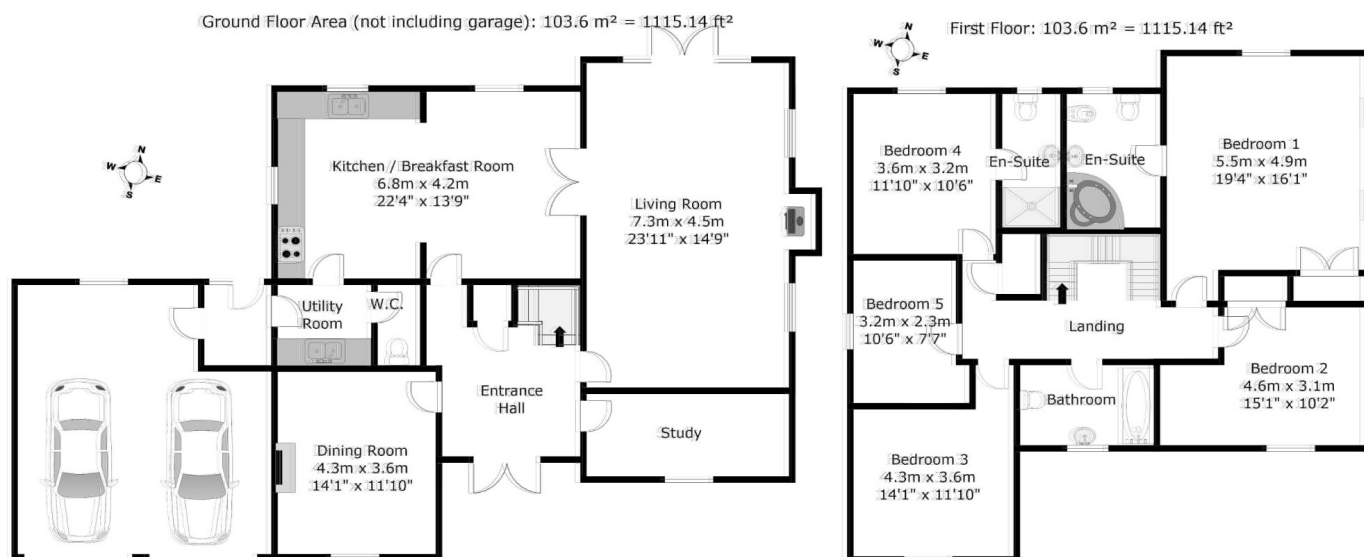 Ground Floor Area (not including garage): 103.6 m² = 1115.14 ft²
N
W
E
S
Kitchen / Breakfast Room
6.8m x 4.2m
22'4" x 13'9"
Living Room
7.3m x 4.5m
23'11" x 14'9"
Utility
Room
W.C.
Entrance
Hall
Study
Dining Room
4.3m x 3.6m
14'1" x 11'10"
First Floor: 103.6 m² = 1115.14 ft²
N
W
E
S
Bedroom 4
3.6m x 3.2m
11'10" x 10'6"
En-Suite
En-Suite
Bedroom 1
5.5m x 4.9m
19'4" x 16'1"
Bedroom 5
3.2m x 2.3m
10'6" x 7'7"
Landing
Bedroom 2
4.6m x 3.1m
15'1" x 10'2"
Bathroom
Bedroom 3
4.3m x 3.6m
14'1" x 11'10"